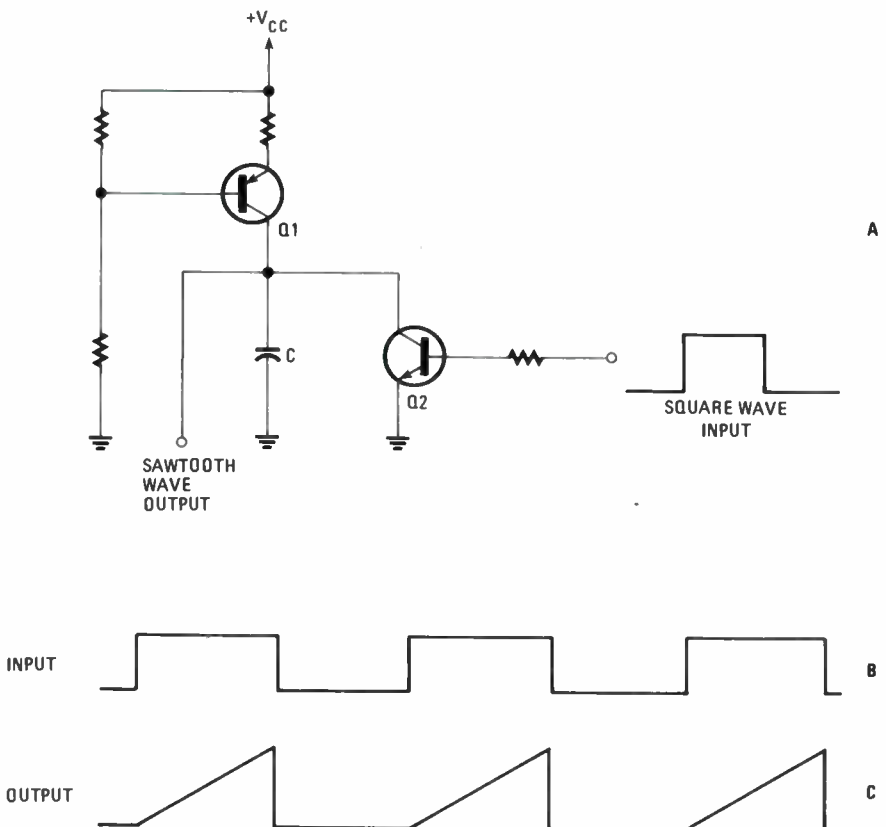 +VCC
Q1
A
C
Q2
SQUARE WAVE
INPUT
SAWTOOTH
WAVE
OUTPUT
INPUT
B
OUTPUT
C